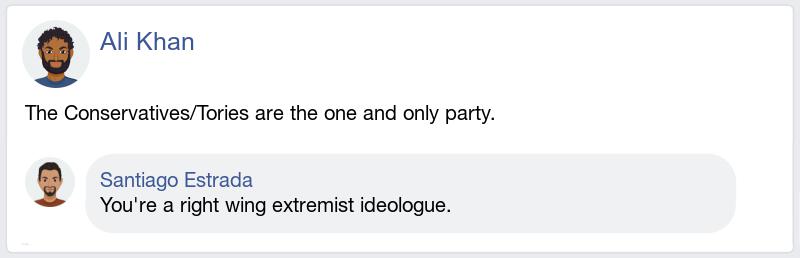 Ali Khan
The Conservatives/Tories are the one and only party.
Santiago Estrada
You're a right wing extremist ideologue.